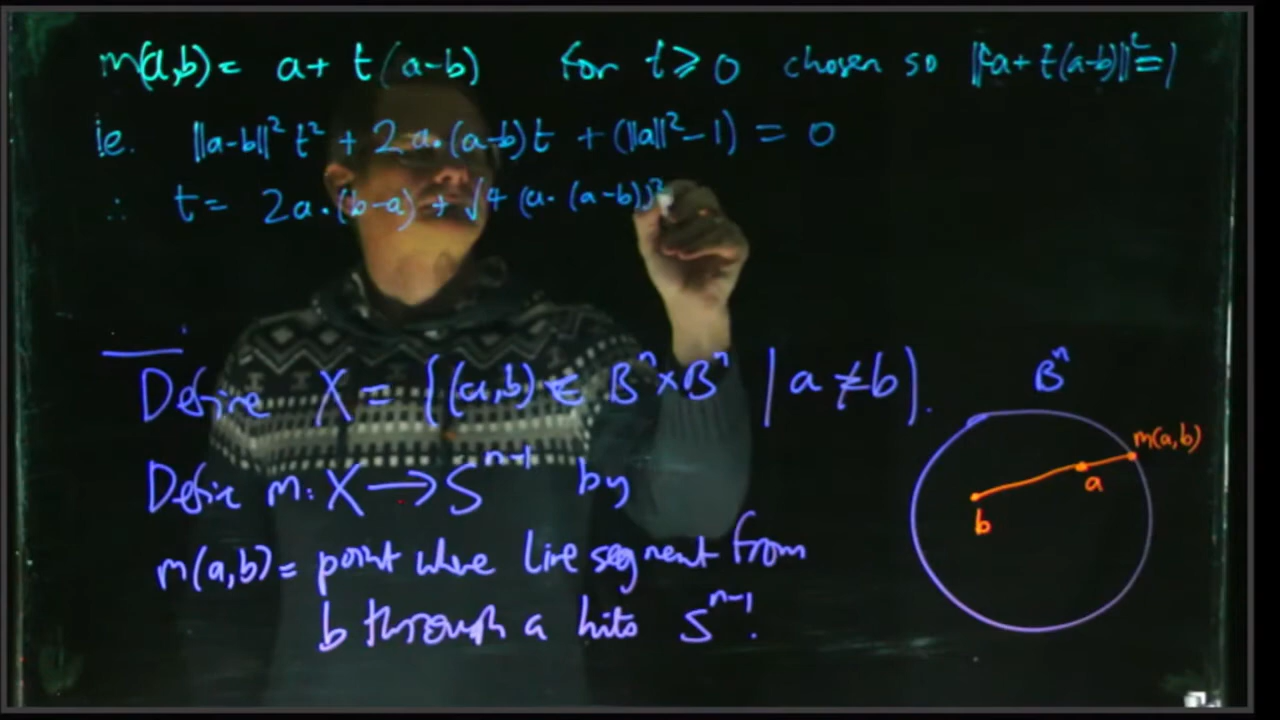 m(a,b) = a + t (a-b) for t ≥ 0 chosen so ||a + t(a-b)||² = 1
ie. ||a-b||² t² + 2 a·(a-b) t + (||a||² - 1) = 0
∴ t = 2a·(b-a) + √4 (a·(a-b))²
Define X = {(a,b) ∈ Bⁿ × Bⁿ | a ≠ b}.
Define m: X → Sⁿ⁻¹ by
m(a,b) = point where line segment from
b through a hits Sⁿ⁻¹.
Bⁿ
m(a,b)
a
b